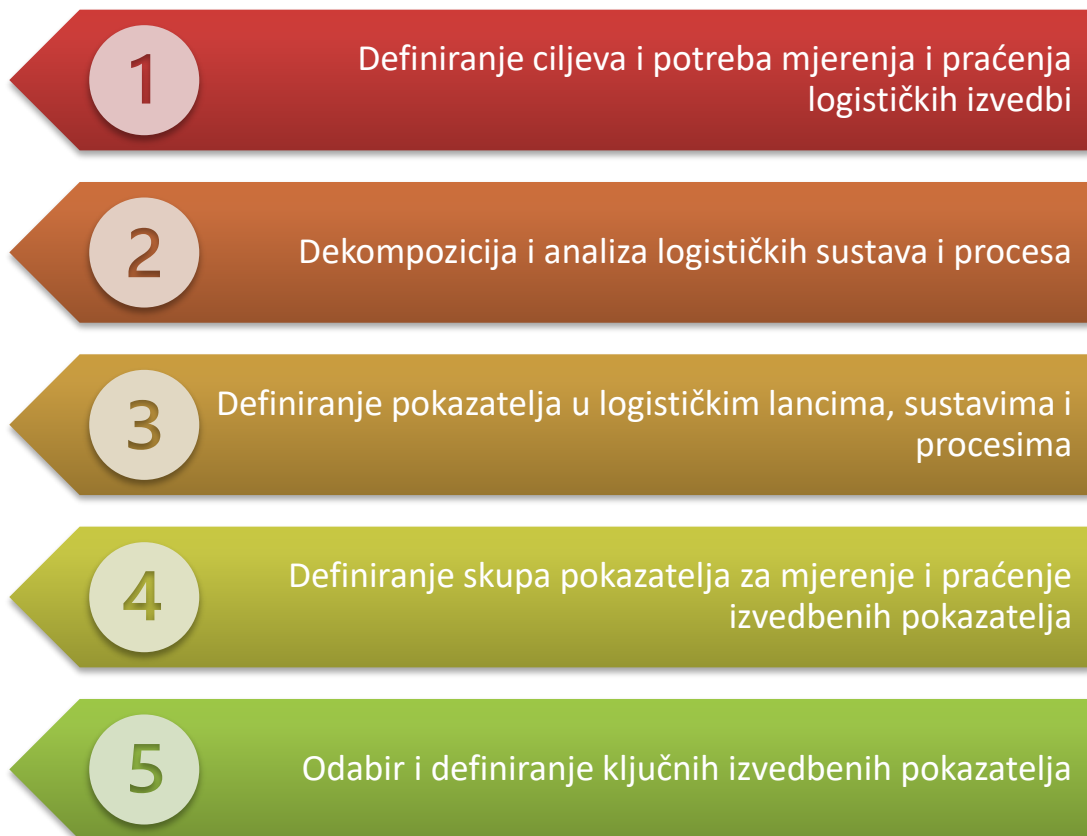 1
Definiranje ciljeva i potreba mjerenja i praćenja
logističkih izvedbi
2
Dekompozicija i analiza logističkih sustava i procesa
3
Definiranje pokazatelja u logističkim lancima, sustavima i
procesima
4
Definiranje skupa pokazatelja za mjerenje i praćenje
izvedbenih pokazatelja
5
Odabir i definiranje ključnih izvedbenih pokazatelja